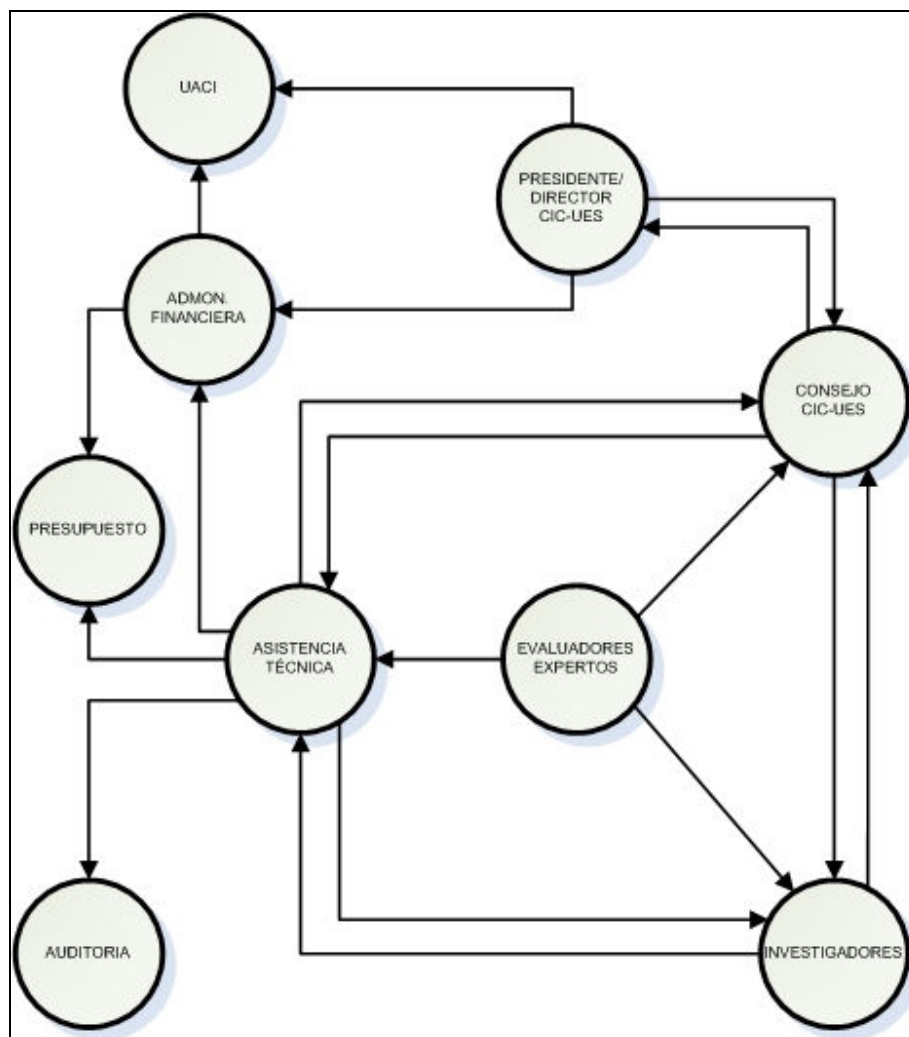 UACI
PRESIDENTE/
DIRECTOR
CIC-UES
ADMON.
FINANCIERA
CONSEJO
CIC-UES
PRESUPUESTO
ASISTENCIA
TÉCNICA
EVALUADORES
EXPERTOS
AUDITORIA
INVESTIGADORES